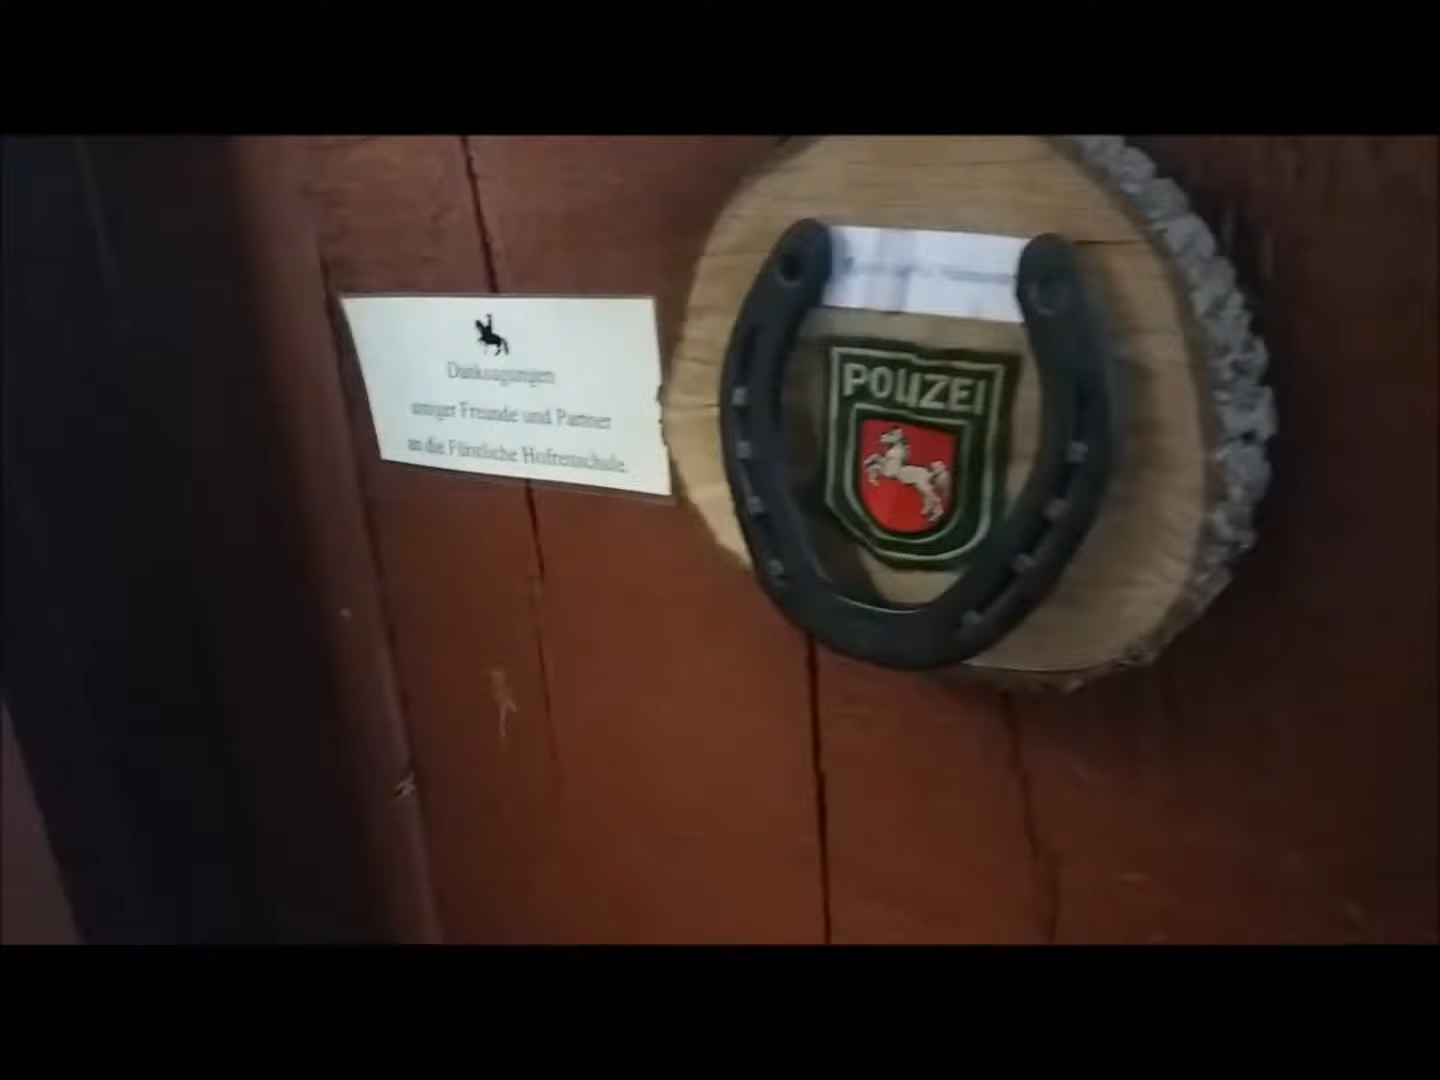 Danksagungen
einiger Freunde und Partner
an die Fürstliche Hofreitschule.
POLIZEI